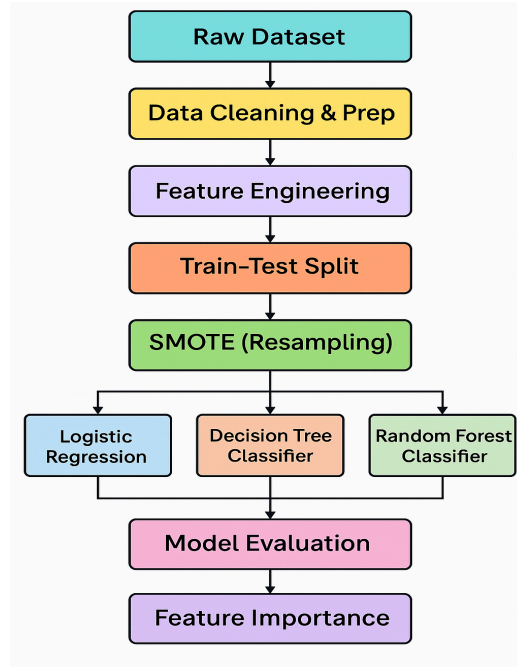 Raw Dataset
Data Cleaning & Prep
Feature Engineering
Train-Test Split
SMOTE (Resampling)
Logistic
Regression
Decision Tree
Classifier
Random Forest
Classifier
Model Evaluation
Feature Importance